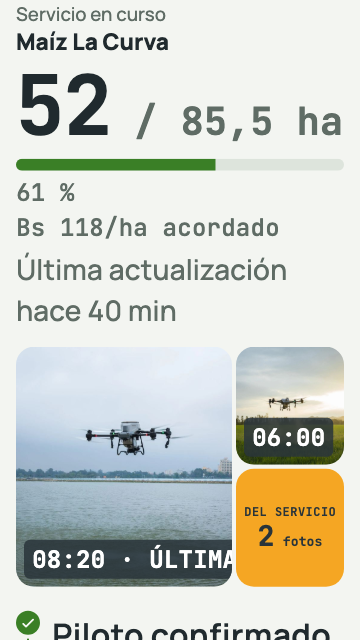 Servicio en curso
Maíz La Curva
52 / 85,5 ha
61 %
Bs 118/ha acordado
Última actualización
hace 40 min
06:00
08:20 · ÚLTIMA
DEL SERVICIO
2 fotos
Piloto confirmado